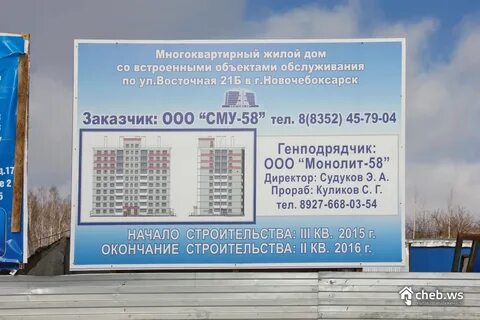 Многоквартирный жилой дом
со встроенными объектами обслуживания
по ул.Восточная 21Б в г.Новочебоксарск
Заказчик: ООО "СМУ-58" тел. 8(8352) 45-79-04
Генподрядчик:
ООО "Монолит-58"
Директор: Судуков Э. А.
Прораб: Куликов С. Г.
тел. 8927-668-03-54
НАЧАЛО СТРОИТЕЛЬСТВА: III КВ. 2015 г.
ОКОНЧАНИЕ СТРОИТЕЛЬСТВА: II КВ. 2016 г.
д.17
cheb.ws